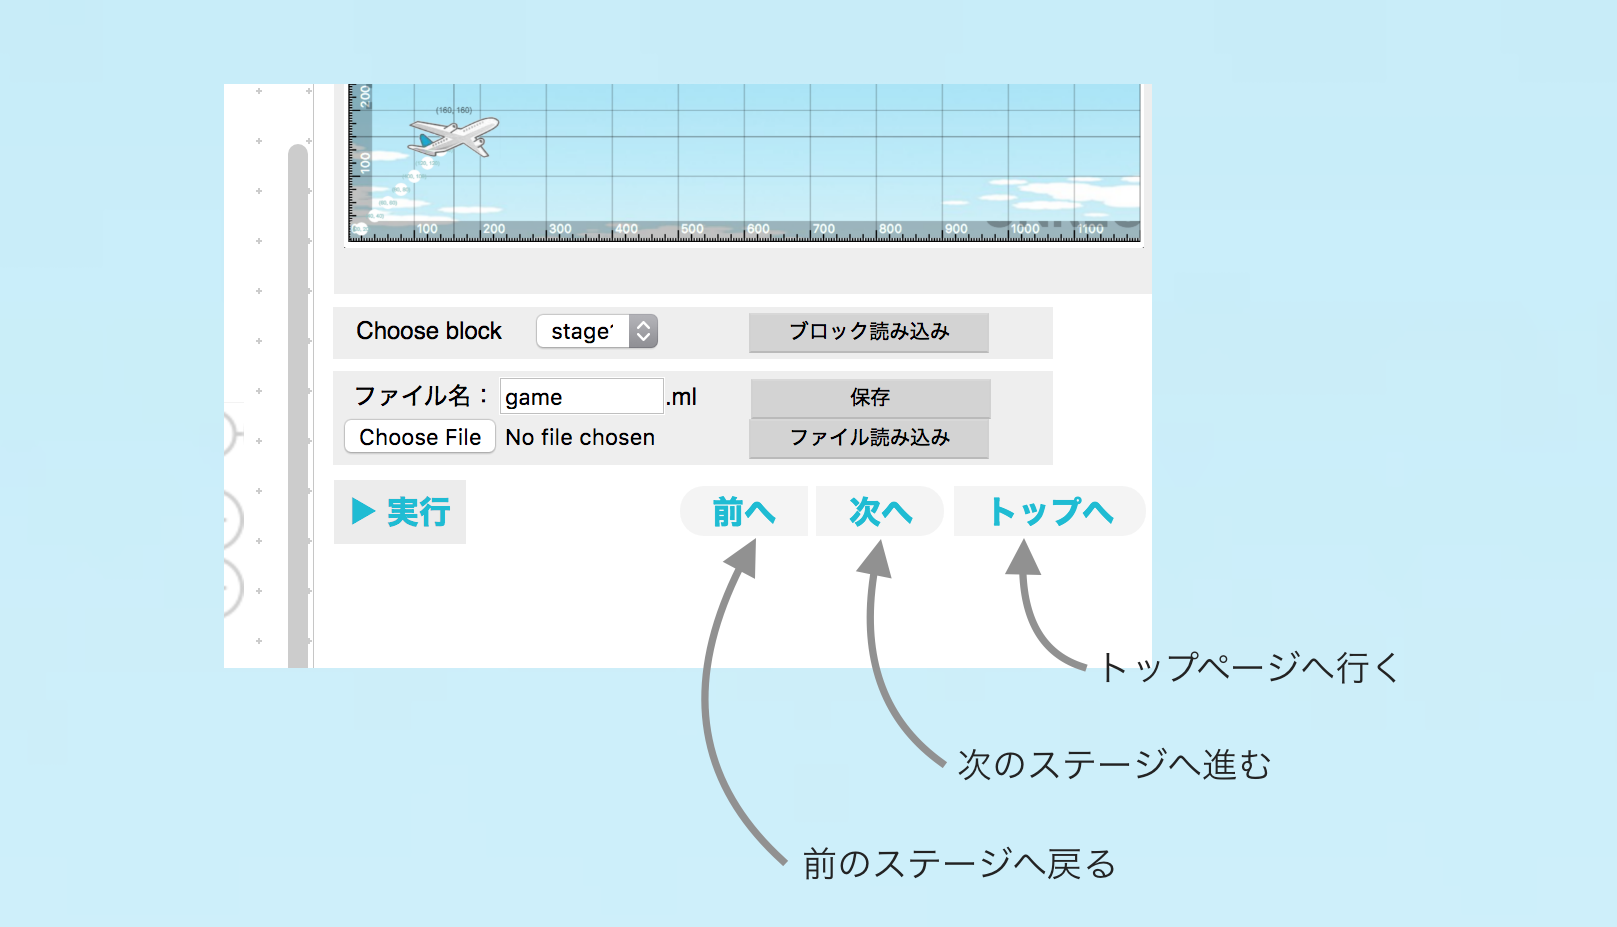 200
(160, 160)
100
100 200 300 400 500 600 700 800 900 1000 1100
Choose block stage1 ブロック読み込み
ファイル名： game .ml 保存
Choose File No file chosen ファイル読み込み
▶ 実行 前へ 次へ トップへ
トップページへ行く
次のステージへ進む
前のステージへ戻る